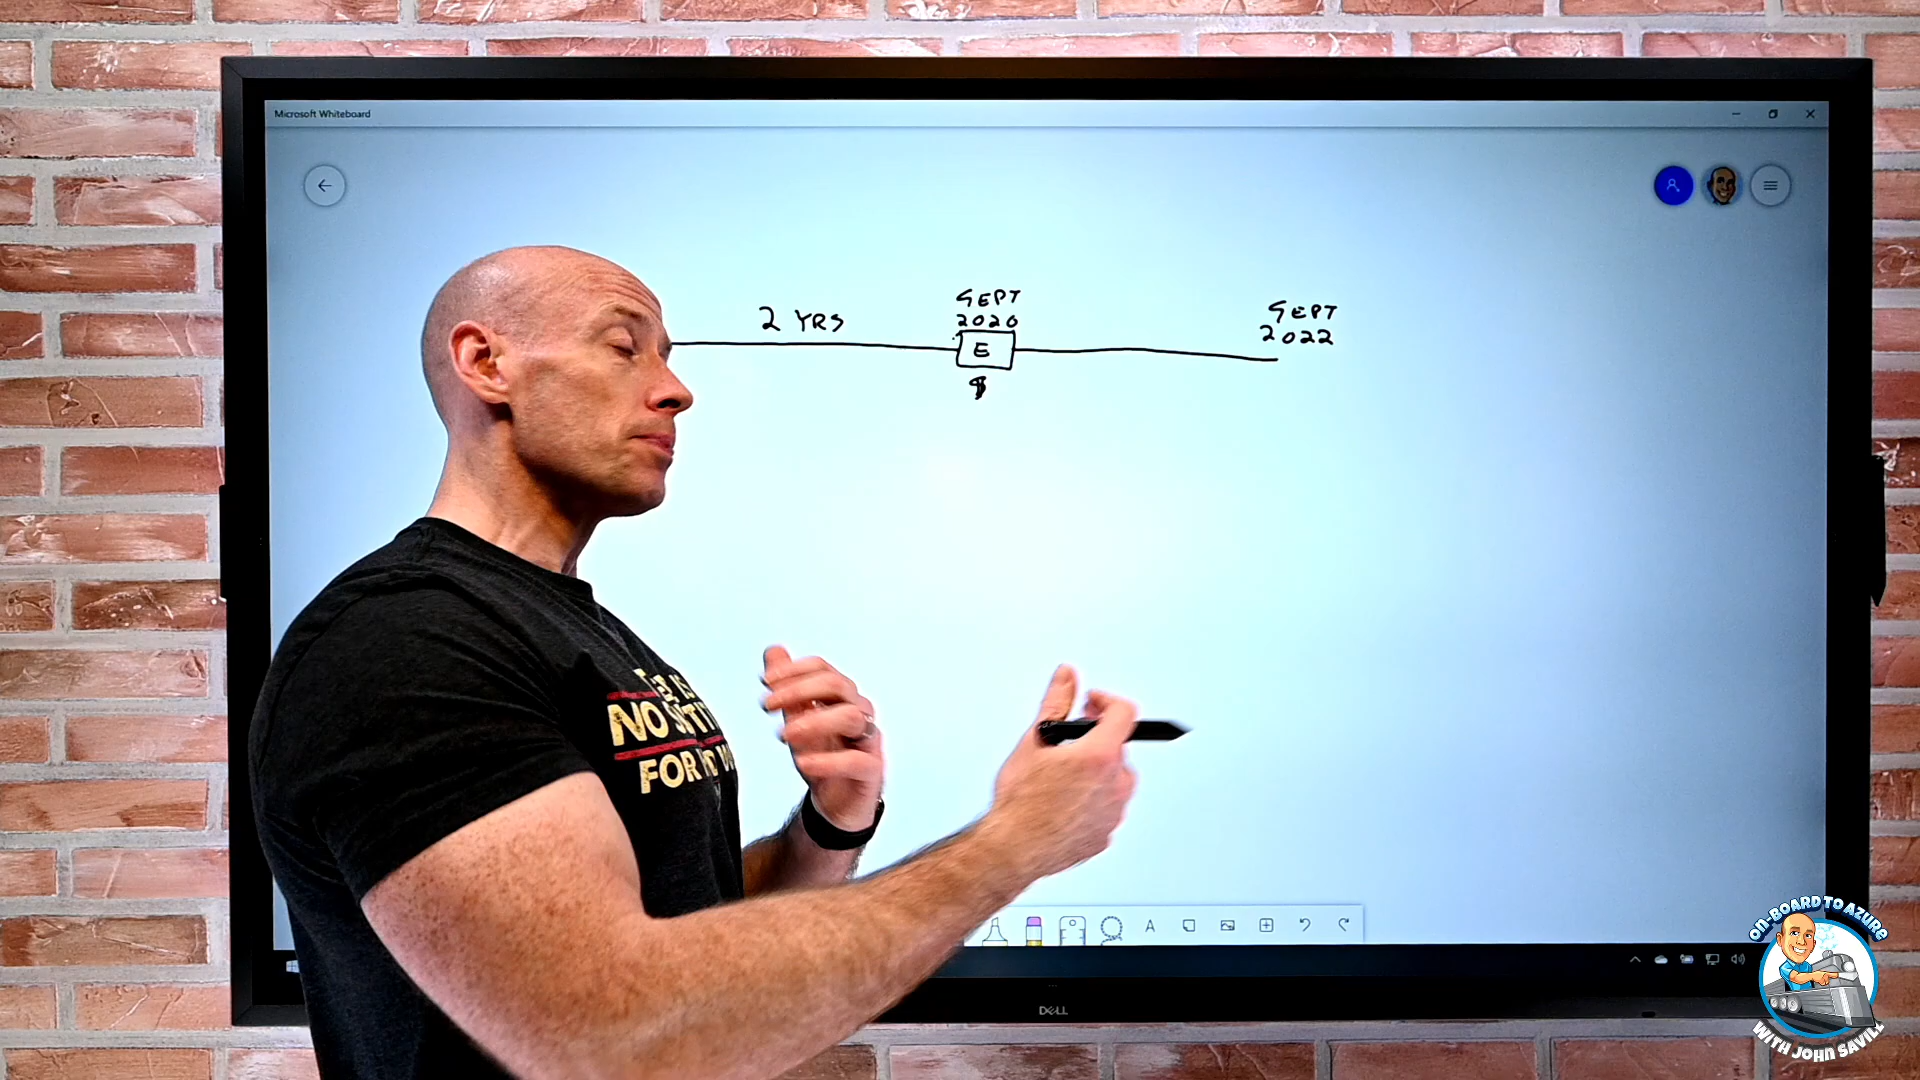 Microsoft Whiteboard
2 YRS
SEPT
2020
E
$
SEPT
2022
NO
FOR
A
DELL
ON-BOARD TO AZURE
WITH JOHN SAVILL